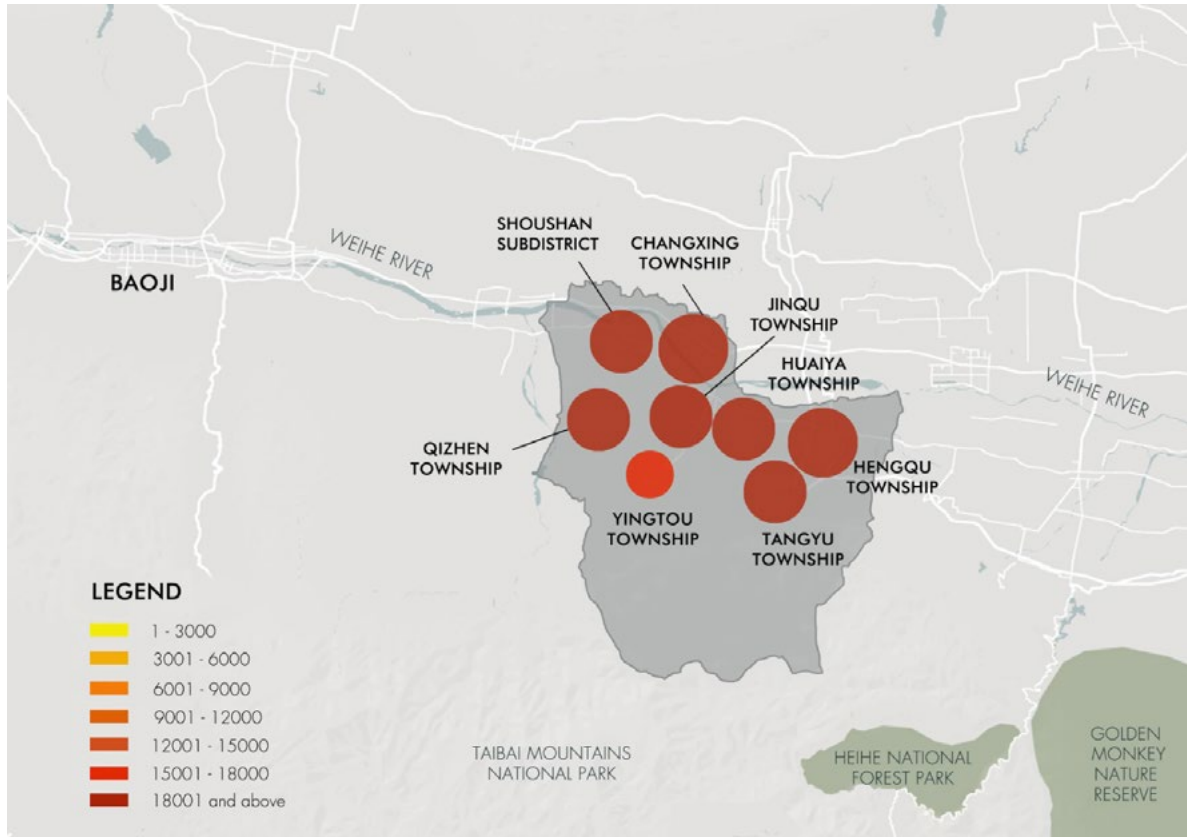 SHOUSHAN
SUBDISTRICT
CHANGXING
TOWNSHIP
WEIHE RIVER
BAOJI
JINQU
TOWNSHIP
HUAIYA
TOWNSHIP
WEIHE RIVER
QIZHEN
TOWNSHIP
HENGQU
TOWNSHIP
YINGTOU
TOWNSHIP
TANGYU
TOWNSHIP
LEGEND
1 - 3000
3001 - 6000
6001 - 9000
9001 - 12000
12001 - 15000
15001 - 18000
18001 and above
TAIBAI MOUNTAINS
NATIONAL PARK
HEIHE NATIONAL
FOREST PARK
GOLDEN
MONKEY
NATURE
RESERVE